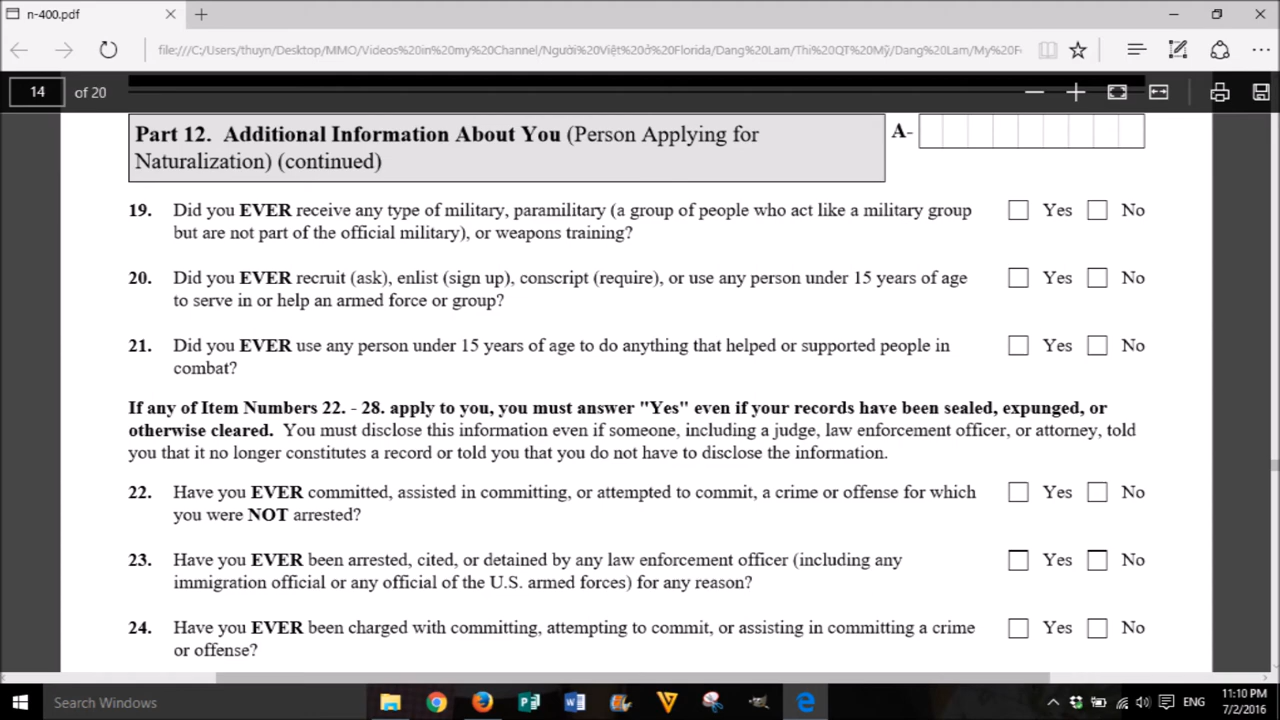 n-400.pdf
file:///C:/Users/thuyn/Desktop/MMO/Videos%20in%20my%20Channel/Người%20Việt%20ở%20Florida/Dang%20Lam/Thi%20QT%20Mỹ/Dang%20Lam/My%20F
14 of 20
Part 12. Additional Information About You (Person Applying for
Naturalization) (continued)
A-
19. Did you EVER receive any type of military, paramilitary (a group of people who act like a military group Yes No
but are not part of the official military), or weapons training?
20. Did you EVER recruit (ask), enlist (sign up), conscript (require), or use any person under 15 years of age Yes No
to serve in or help an armed force or group?
21. Did you EVER use any person under 15 years of age to do anything that helped or supported people in Yes No
combat?
If any of Item Numbers 22. - 28. apply to you, you must answer "Yes" even if your records have been sealed, expunged, or
otherwise cleared. You must disclose this information even if someone, including a judge, law enforcement officer, or attorney, told
you that it no longer constitutes a record or told you that you do not have to disclose the information.
22. Have you EVER committed, assisted in committing, or attempted to commit, a crime or offense for which Yes No
you were NOT arrested?
23. Have you EVER been arrested, cited, or detained by any law enforcement officer (including any Yes No
immigration official or any official of the U.S. armed forces) for any reason?
24. Have you EVER been charged with committing, attempting to commit, or assisting in committing a crime Yes No
or offense?
Search Windows
ENG
11:10 PM
7/2/2016